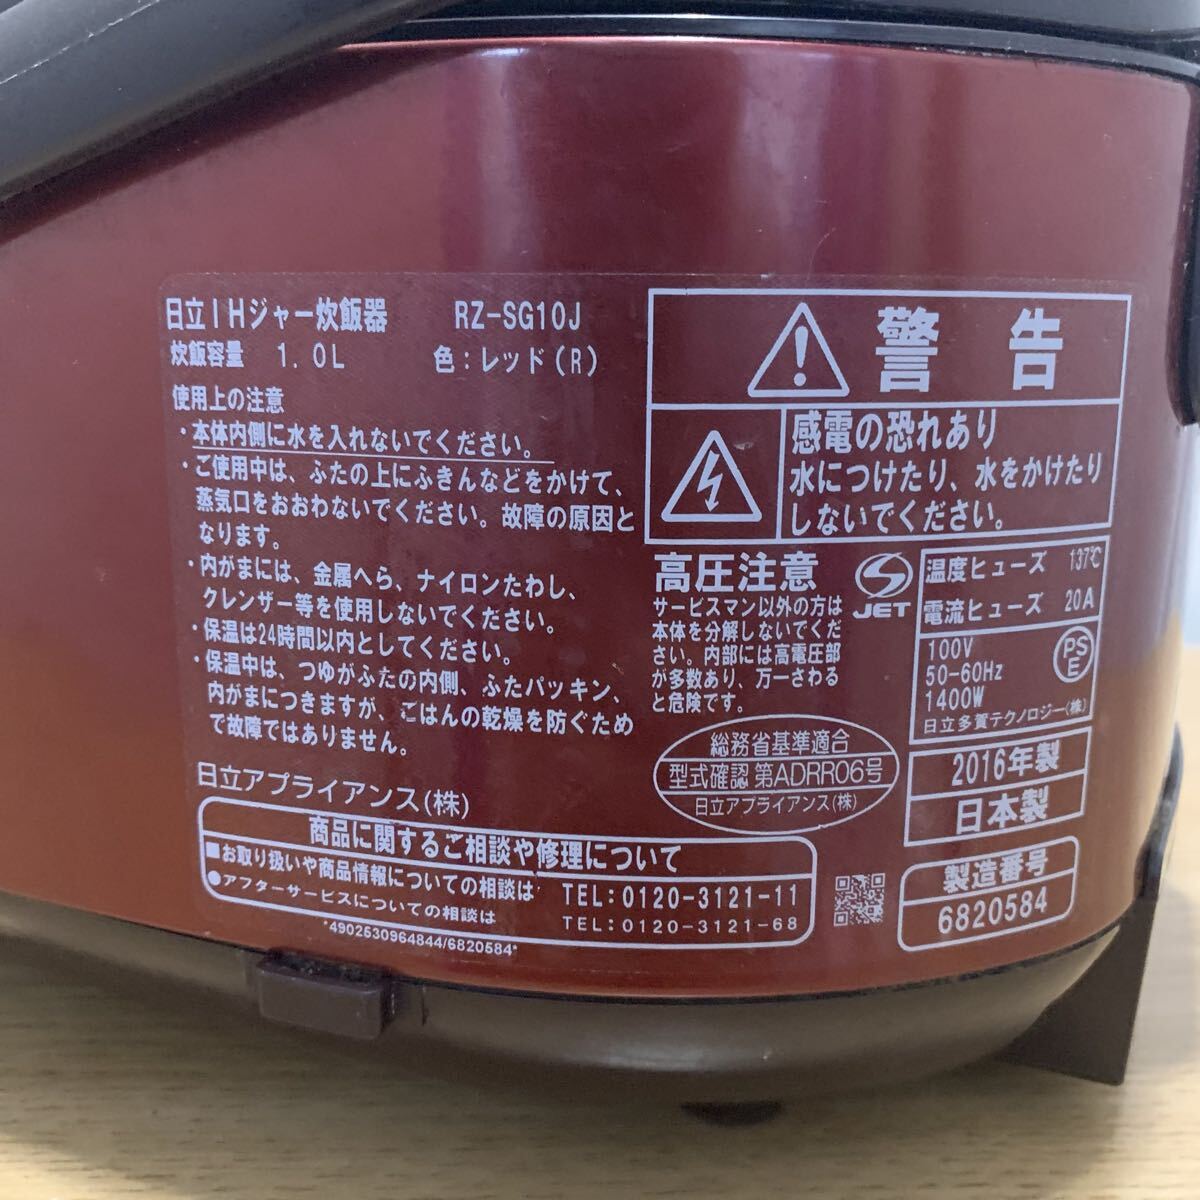 日立IHジャー炊飯器 RZ-SG10J
炊飯容量 1.0L 色:レッド(R)
使用上の注意
・本体内側に水を入れないでください。
・ご使用中は、ふたの上にふきんなどをかけて、
蒸気口をおおわないでください。故障の原因と
なります。
・内がまには、金属へら、ナイロンたわし、
クレンザー等を使用しないでください。
・保温は24時間以内としてください。
・保温中は、つゆがふたの内側、ふたパッキン、
内がまにつきますが、ごはんの乾燥を防ぐため
で故障ではありません。
日立アプライアンス(株)
商品に関するご相談や修理について
■お取り扱いや商品情報についての相談は TEL:0120-3121-11
●アフターサービスについての相談は TEL:0120-3121-68
*4902530964844/6820584*
警告
感電の恐れあり
水につけたり、水をかけたり
しないでください。
高圧注意
サービスマン以外の方は
本体を分解しないでくだ
さい。内部には高電圧部
が多数あり、万一さわる
と危険です。
S
JET
温度ヒューズ 137℃
電流ヒューズ 20A
100V
50-60Hz
1400W
日立多賀テクノロジー(株)
PS
E
総務省基準適合
型式確認 第ADRR06号
日立アプライアンス(株)
2016年製
日本製
製造番号
6820584